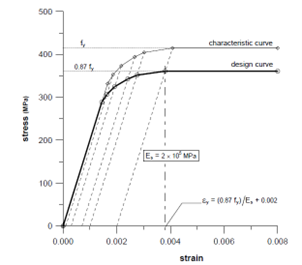 500
f_y
characteristic curve
400
0.87 f_y
design curve
300
stress (MPa)
200
E_s = 2 × 10^5 MPa
100
ε_y = (0.87 f_y)/E_s + 0.002
0
0.000 0.002 0.004 0.006 0.008
strain